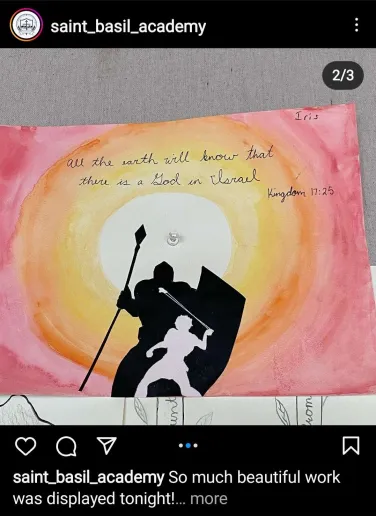 saint_basil_academy
2/3
Iris
all the earth will know that
there is a God in Israel
Kingdom 17:25
saint_basil_academy So much beautiful work
was displayed tonight!... more